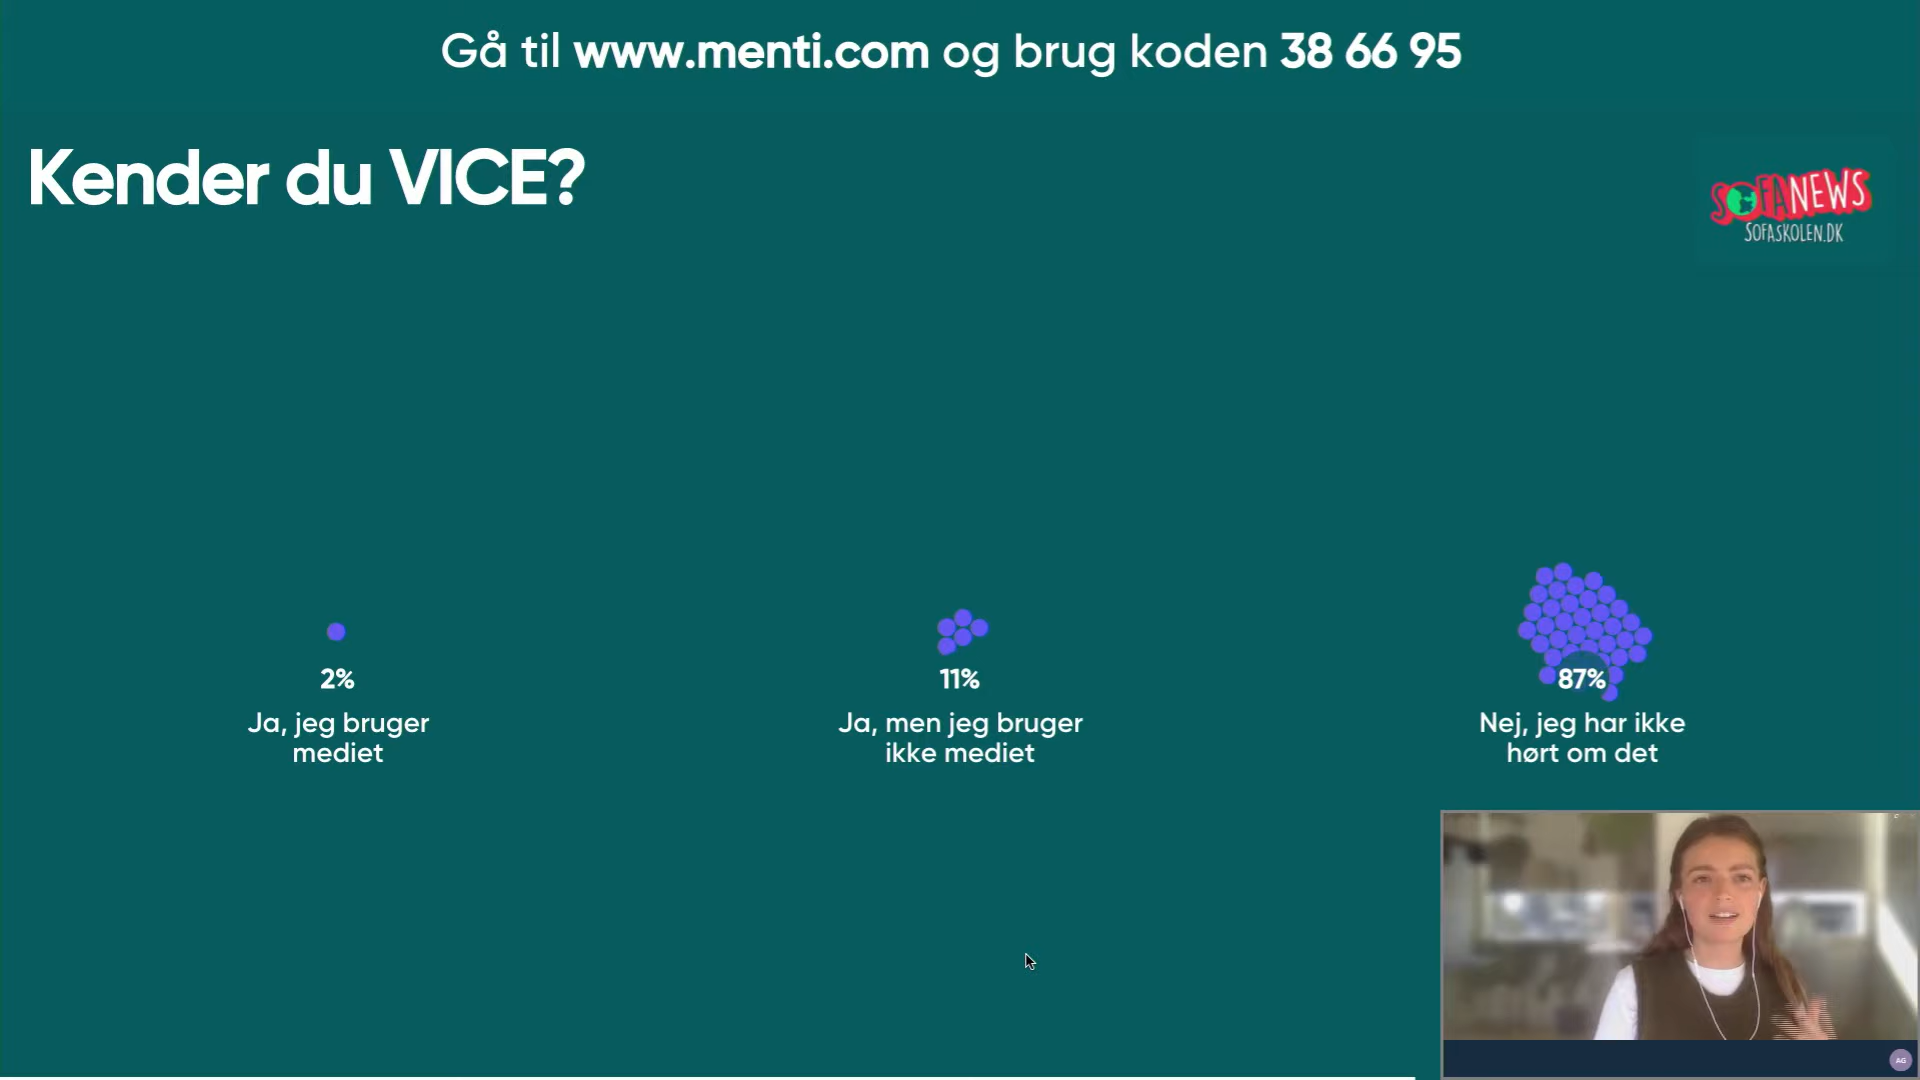 Gå til www.menti.com og brug koden 38 66 95
Kender du VICE?
SOFANEWS
SOFASKOLEN.DK
2%
Ja, jeg bruger
mediet
11%
Ja, men jeg bruger
ikke mediet
87%
Nej, jeg har ikke
hørt om det
AG